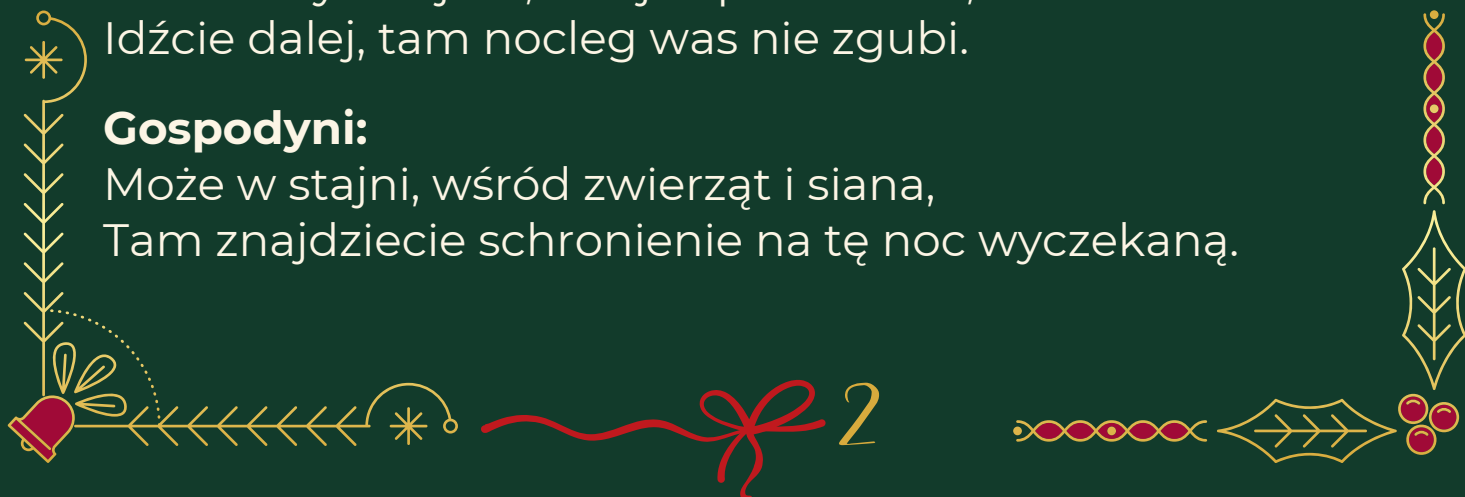 Idźcie dalej, tam nocleg was nie zgubi.
Gospodyni:
Może w stajni, wśród zwierząt i siana,
Tam znajdziecie schronienie na tę noc wyczekaną.
2